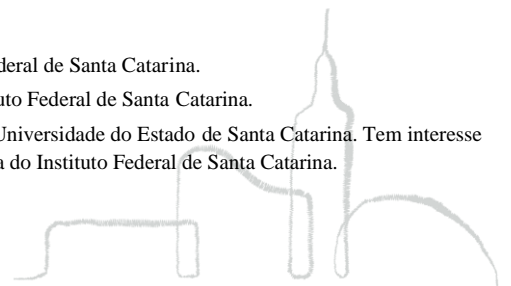 deral de Santa Catarina.
uto Federal de Santa Catarina.
Universidade do Estado de Santa Catarina. Tem interesse
a do Instituto Federal de Santa Catarina.